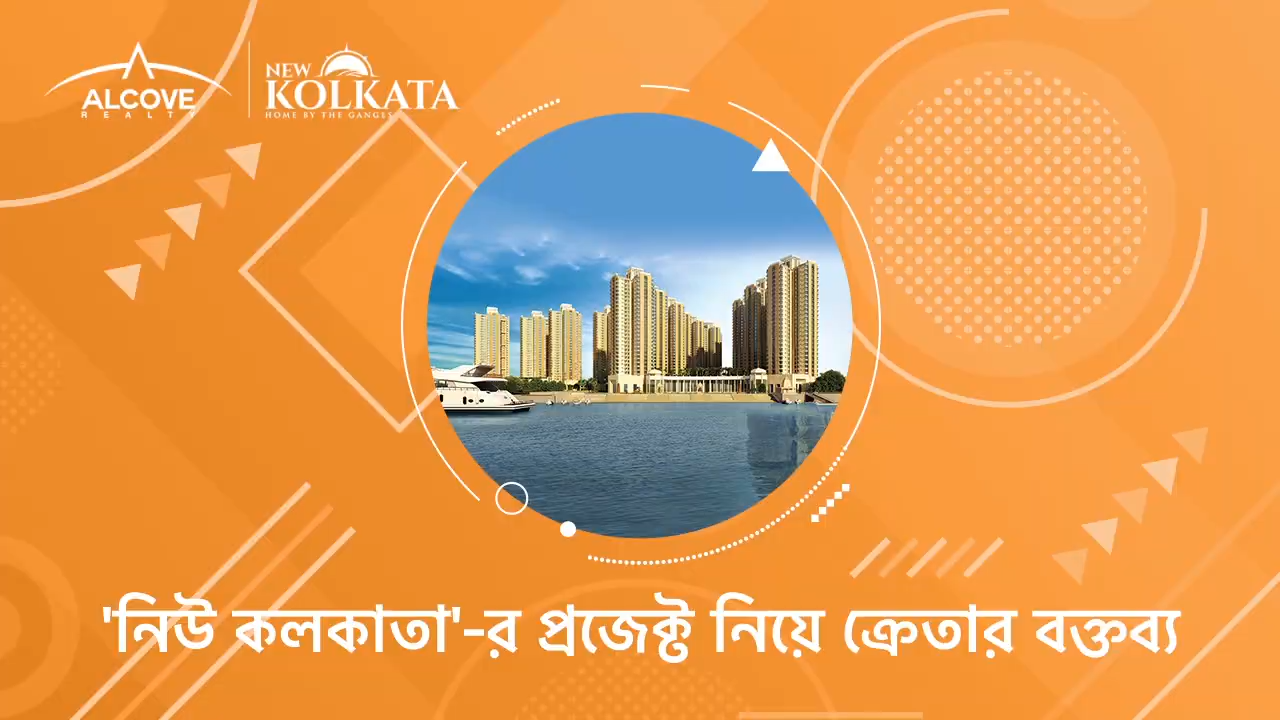 ALCOVE
REALTY
NEW
KOLKATA
HOME BY THE GANGES
'নিউ কলকাতা'-র প্রজেক্ট নিয়ে ক্রেতার বক্তব্য